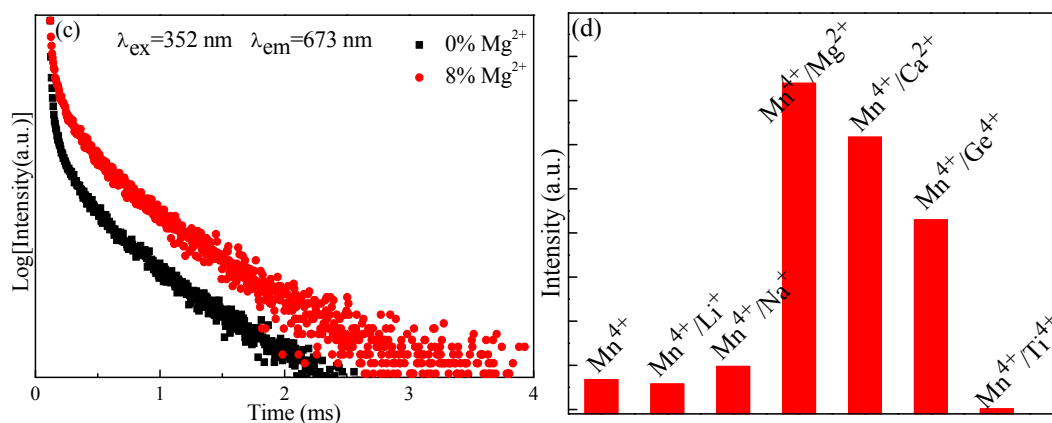 (c)
λex=352 nm λem=673 nm
0% Mg²⁺
8% Mg²⁺
Log[Intensity(a.u.)]
0 1 2 3 4
Time (ms)
(d)
Intensity (a.u.)
Mn⁴⁺
Mn⁴⁺/Li⁺
Mn⁴⁺/Na⁺
Mn⁴⁺/Mg²⁺
Mn⁴⁺/Ca²⁺
Mn⁴⁺/Ge⁴⁺
Mn⁴⁺/Ti⁴⁺